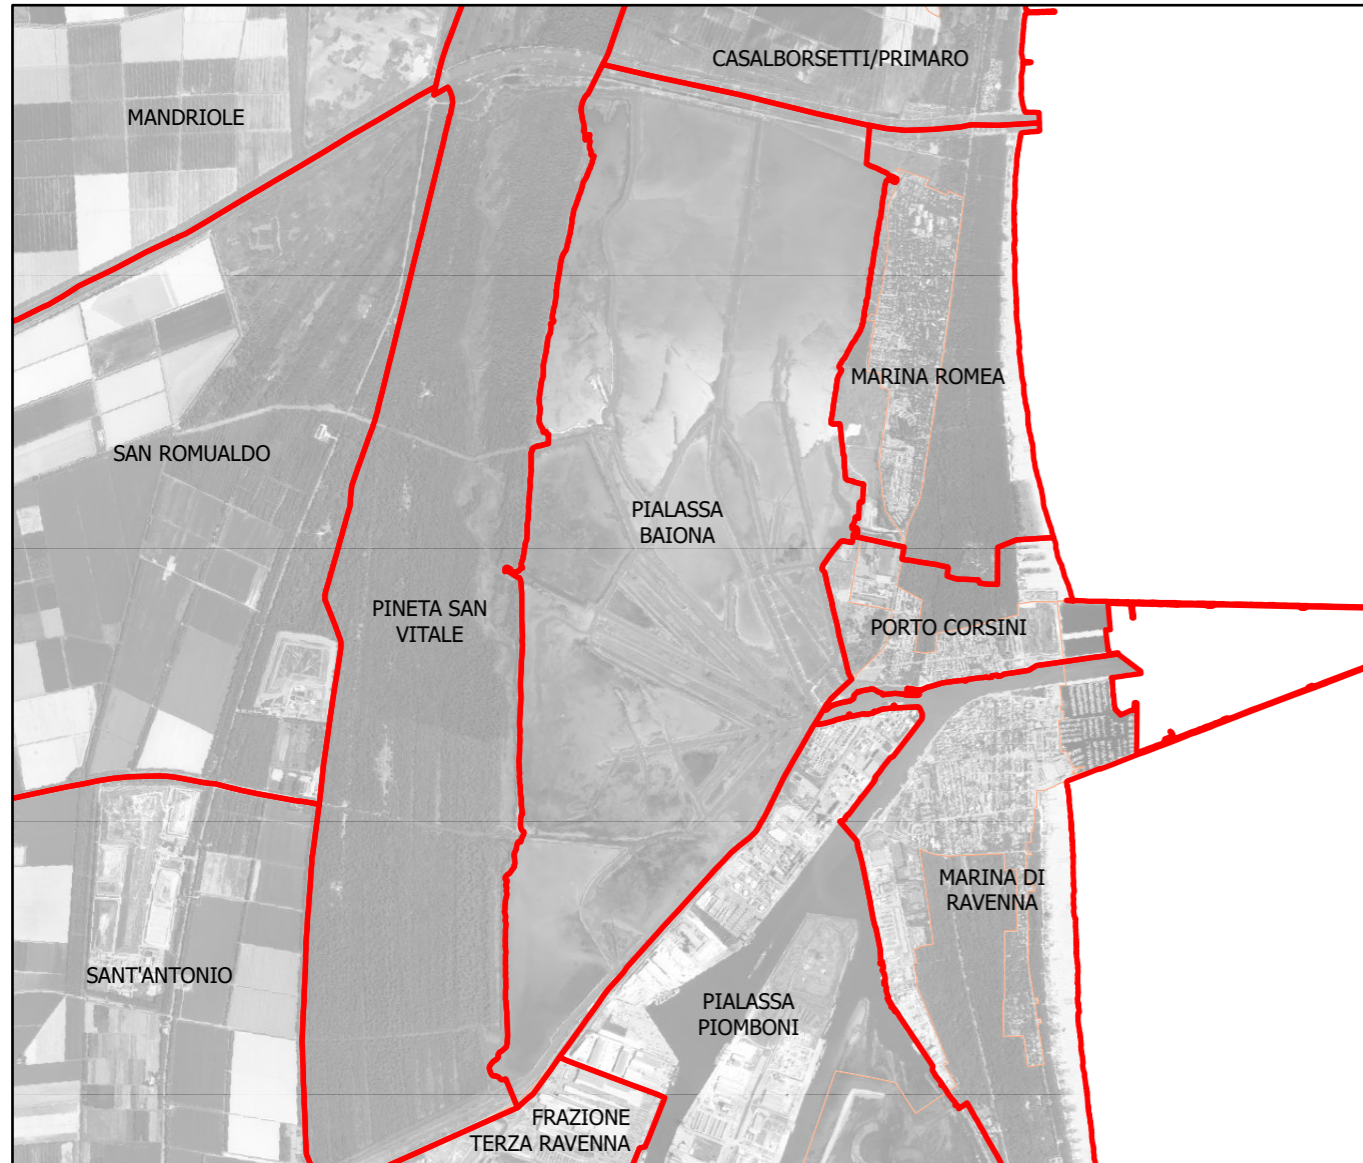 CASALBORSETTI/PRIMARO
MANDRIOLE
MARINA ROMEA
SAN ROMUALDO
PIALASSA
BAIONA
PINETA SAN
VITALE
PORTO CORSINI
MARINA DI
RAVENNA
SANT'ANTONIO
PIALASSA
PIOMBONI
FRAZIONE
TERZA RAVENNA